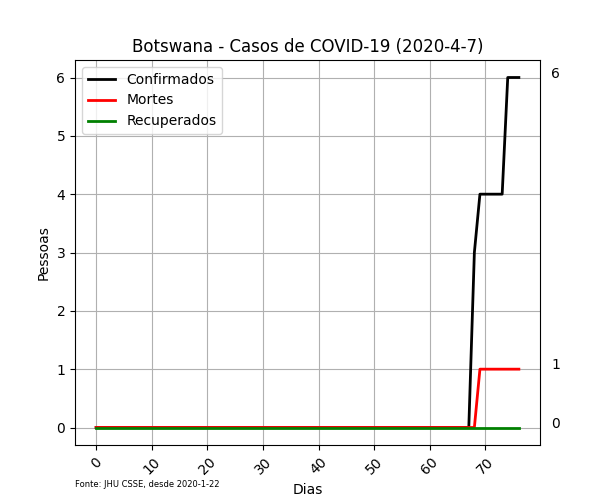 Botswana - Casos de COVID-19 (2020-4-7)
Confirmados
Mortes
Recuperados
Pessoas
6
5
4
3
2
1
0
6
1
0
0 10 20 30 40 50 60 70
Dias
Fonte: JHU CSSE, desde 2020-1-22